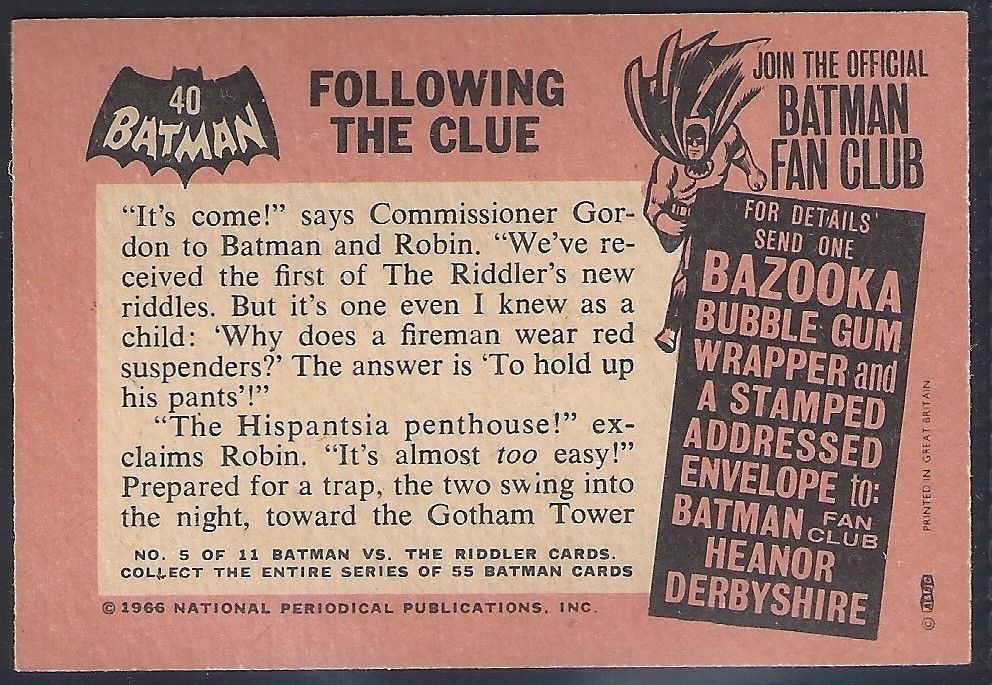 40
BATMAN
FOLLOWING
THE CLUE
"It's come!" says Commissioner Gor-
don to Batman and Robin. "We've re-
ceived the first of The Riddler's new
riddles. But it's one even I knew as a
child: 'Why does a fireman wear red
suspenders?' The answer is 'To hold up
his pants'!"
"The Hispantsia penthouse!" ex-
claims Robin. "It's almost too easy!"
Prepared for a trap, the two swing into
the night, toward the Gotham Tower
NO. 5 OF 11 BATMAN VS. THE RIDDLER CARDS.
COLLECT THE ENTIRE SERIES OF 55 BATMAN CARDS
© 1966 NATIONAL PERIODICAL PUBLICATIONS, INC.
JOIN THE OFFICIAL
BATMAN
FAN CLUB
FOR DETAILS
SEND ONE
BAZOOKA
BUBBLE GUM
WRAPPER and
A STAMPED
ADDRESSED
ENVELOPE to:
BATMAN FAN CLUB
HEANOR
DERBYSHIRE
PRINTED IN GREAT BRITAIN
©